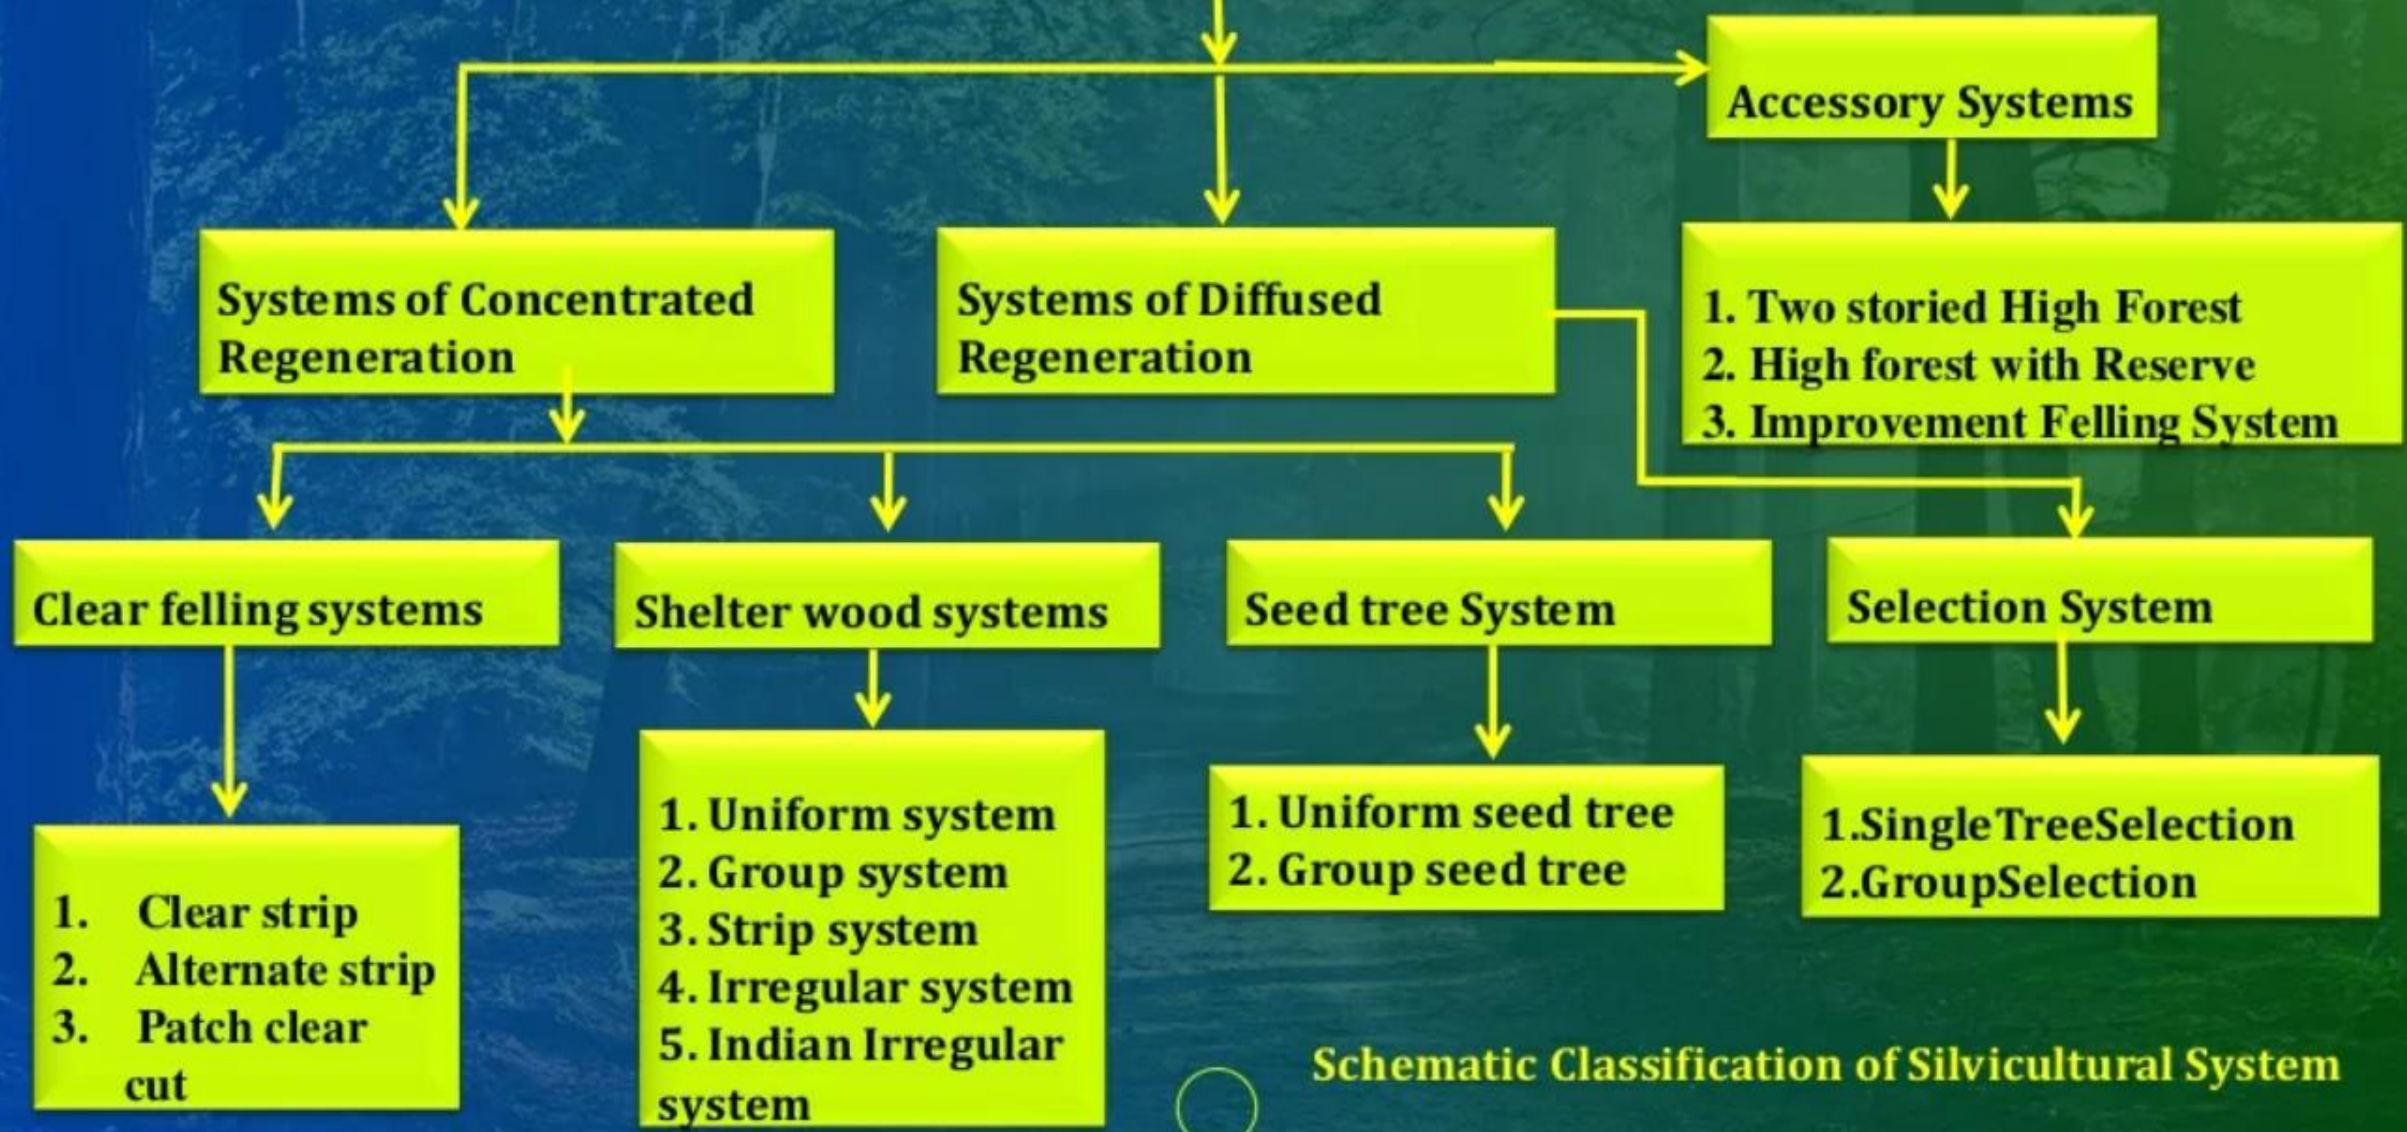 Accessory Systems
Systems of Concentrated
Regeneration
Systems of Diffused
Regeneration
1. Two storied High Forest
2. High forest with Reserve
3. Improvement Felling System
Clear felling systems
Shelter wood systems
Seed tree System
Selection System
1. Clear strip
2. Alternate strip
3. Patch clear
cut
1. Uniform system
2. Group system
3. Strip system
4. Irregular system
5. Indian Irregular
system
1. Uniform seed tree
2. Group seed tree
1.SingleTreeSelection
2.GroupSelection
Schematic Classification of Silvicultural System